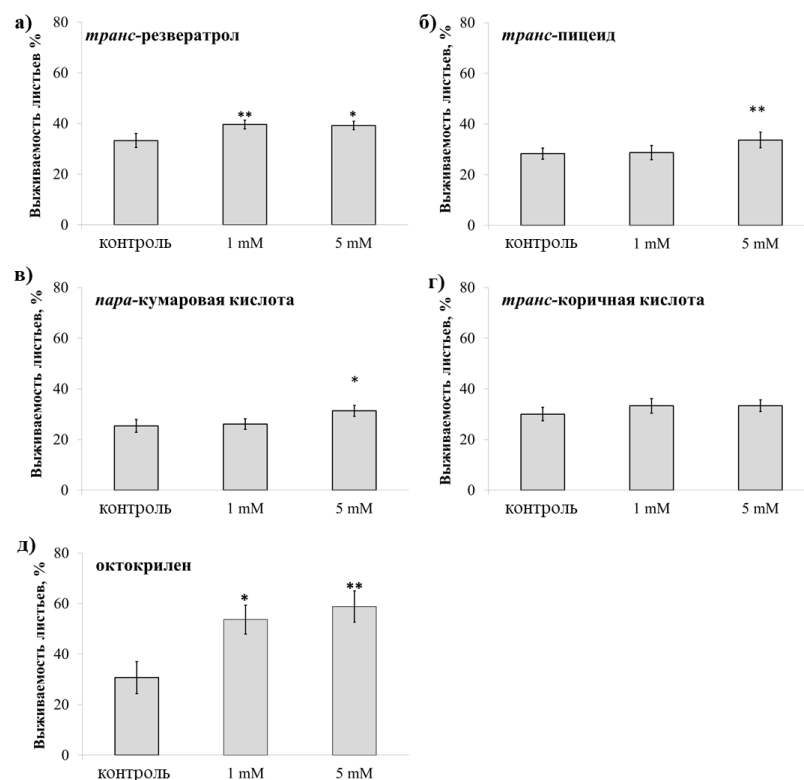 а)
транс-резвератрол
Выживаемость листьев %
80
60
40
20
0
**
*
контроль
1 mM
5 mM
б)
транс-пицеид
Выживаемость листьев, %
80
60
40
20
0
**
контроль
1 mM
5 mM
в)
пара-кумаровая кислота
Выживаемость листьев, %
80
60
40
20
0
*
контроль
1 mM
5 mM
г)
транс-коричная кислота
Выживаемость листьев, %
80
60
40
20
0
контроль
1 mM
5 mM
д)
октокрилен
Выживаемость листьев, %
80
60
40
20
0
*
**
контроль
1 mM
5 mM